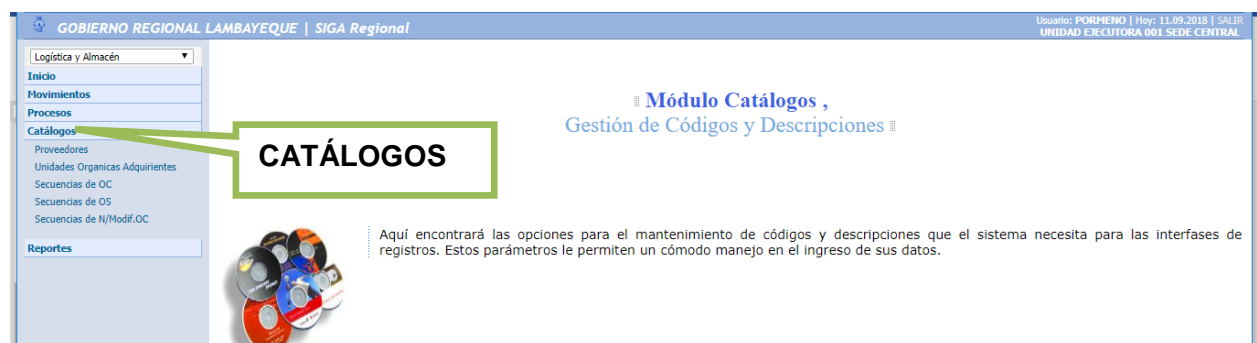 GOBIERNO REGIONAL LAMBAYEQUE | SIGA Regional
Usuario: PORMENO | Hoy: 11.09.2018 | SALIR
UNIDAD EJECUTORA 001 SEDE CENTRAL
Logística y Almacén
Inicio
Movimientos
Procesos
Catálogos
Proveedores
Unidades Organicas Adquirientes
Secuencias de OC
Secuencias de OS
Secuencias de N/Modif.OC
Reportes
CATÁLOGOS
Módulo Catálogos ,
Gestión de Códigos y Descripciones
Aquí encontrará las opciones para el mantenimiento de códigos y descripciones que el sistema necesita para las interfases de
registros. Estos parámetros le permiten un cómodo manejo en el ingreso de sus datos.